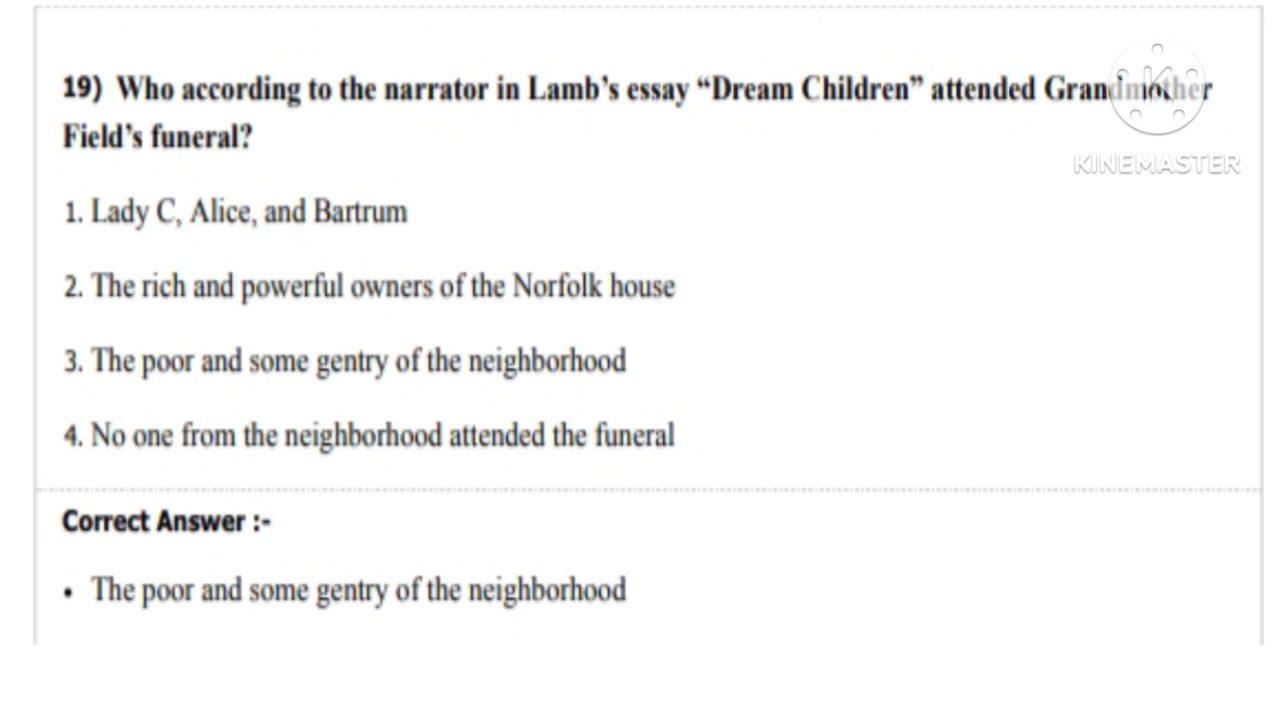 19) Who according to the narrator in Lamb's essay “Dream Children” attended Grandmother
Field's funeral?
KINEMASTER
1. Lady C, Alice, and Bartrum
2. The rich and powerful owners of the Norfolk house
3. The poor and some gentry of the neighborhood
4. No one from the neighborhood attended the funeral
Correct Answer :-
• The poor and some gentry of the neighborhood